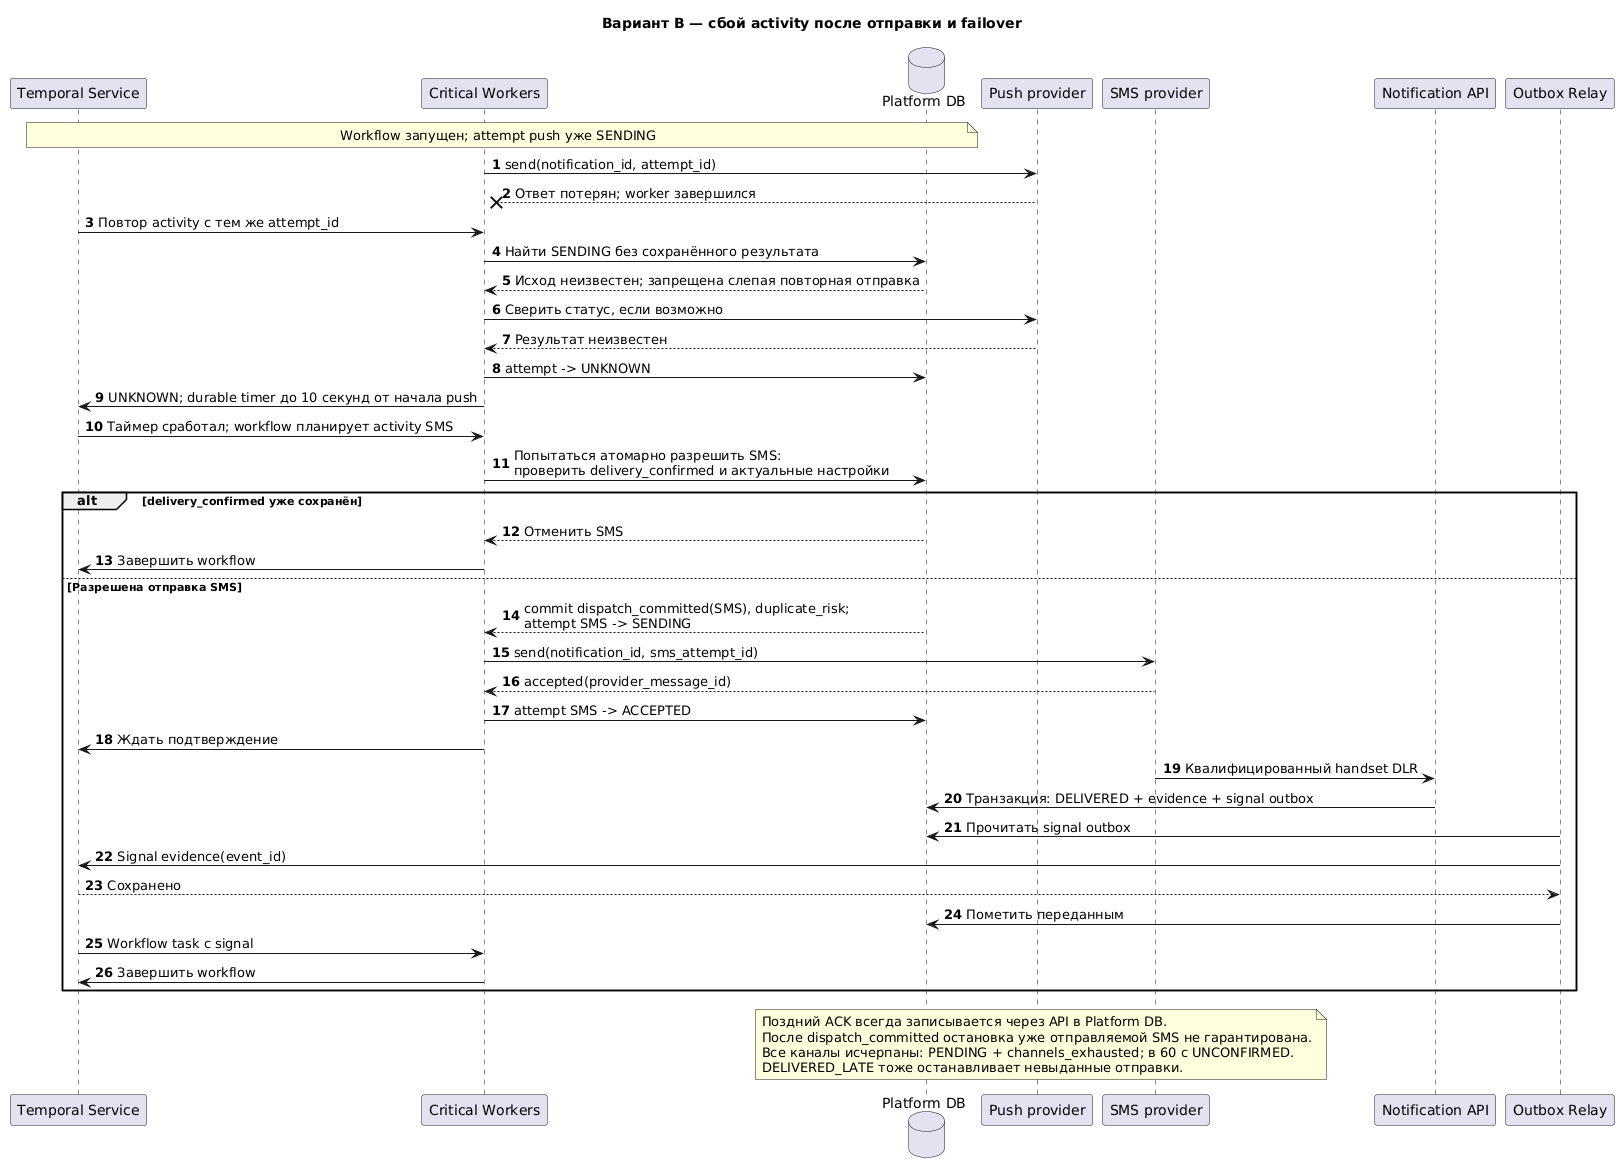 Вариант B — сбой activity после отправки и failover
Temporal Service
Critical Workers
Platform DB
Push provider
SMS provider
Notification API
Outbox Relay
Workflow запущен; attempt push уже SENDING
1 send(notification_id, attempt_id)
2 Ответ потерян; worker завершился
3 Повтор activity с тем же attempt_id
4 Найти SENDING без сохранённого результата
5 Исход неизвестен; запрещена слепая повторная отправка
6 Сверить статус, если возможно
7 Результат неизвестен
8 attempt -> UNKNOWN
9 UNKNOWN; durable timer до 10 секунд от начала push
10 Таймер сработал; workflow планирует activity SMS
11 Попытаться атомарно разрешить SMS:
проверить delivery_confirmed и актуальные настройки
alt [delivery_confirmed уже сохранён]
12 Отменить SMS
13 Завершить workflow
[Разрешена отправка SMS]
14 commit dispatch_committed(SMS), duplicate_risk;
attempt SMS -> SENDING
15 send(notification_id, sms_attempt_id)
16 accepted(provider_message_id)
17 attempt SMS -> ACCEPTED
18 Ждать подтверждение
19 Квалифицированный handset DLR
20 Транзакция: DELIVERED + evidence + signal outbox
21 Прочитать signal outbox
22 Signal evidence(event_id)
23 Сохранено
24 Пометить переданным
25 Workflow task с signal
26 Завершить workflow
Поздний ACK всегда записывается через API в Platform DB.
После dispatch_committed остановка уже отправляемой SMS не гарантирована.
Все каналы исчерпаны: PENDING + channels_exhausted; в 60 с UNCONFIRMED.
DELIVERED_LATE тоже останавливает невыданные отправки.
Temporal Service
Critical Workers
Platform DB
Push provider
SMS provider
Notification API
Outbox Relay